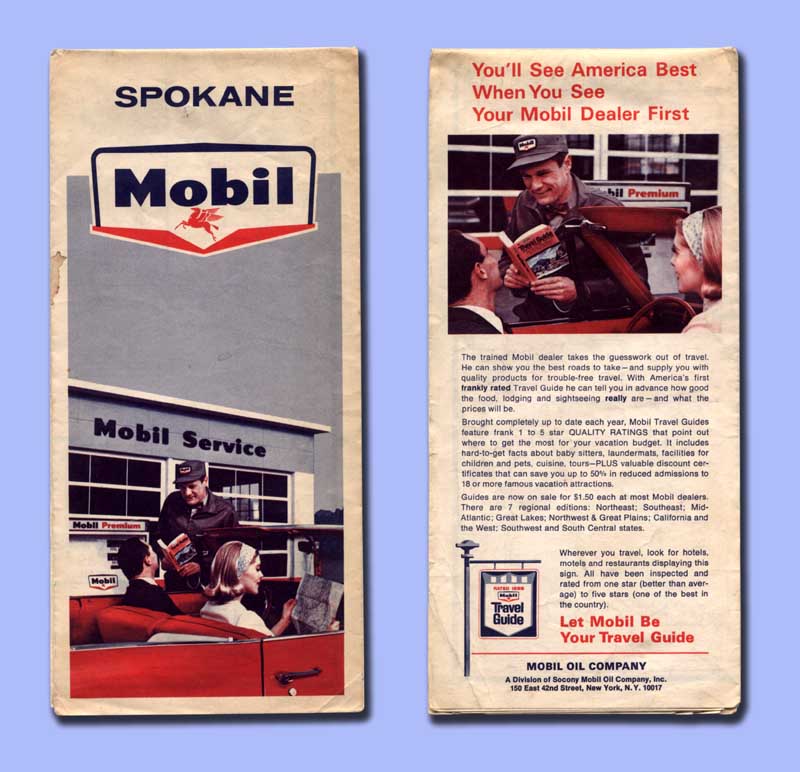 SPOKANE
Mobil
Mobil Service
Mobil
Mobil Premium
Mobil
You'll See America Best
When You See
Your Mobil Dealer First
Mobil
bil Premium
Travel Guide
The trained Mobil dealer takes the guesswork out of travel.
He can show you the best roads to take—and supply you with
quality products for trouble-free travel. With America's first
frankly rated Travel Guide he can tell you in advance how good
the food, lodging and sightseeing really are—and what the
prices will be.
Brought completely up to date each year, Mobil Travel Guides
feature frank 1 to 5 star QUALITY RATINGS that point out
where to get the most for your vacation budget. It includes
hard-to-get facts about baby sitters, laundermats, facilities for
children and pets, cuisine, tours—PLUS valuable discount cer-
tificates that can save you up to 50% in reduced admissions to
18 or more famous vacation attractions.
Guides are now on sale for $1.50 each at most Mobil dealers.
There are 7 regional editions: Northeast; Southeast; Mid-
Atlantic; Great Lakes; Northwest & Great Plains; California and
the West; Southwest and South Central states.
Wherever you travel, look for hotels,
motels and restaurants displaying this
sign. All have been inspected and
rated from one star (better than aver-
age) to five stars (one of the best in
the country).
Mobil
Travel
Guide
Let Mobil Be
Your Travel Guide
MOBIL OIL COMPANY
A Division of Socony Mobil Oil Company, Inc.
150 East 42nd Street, New York, N.Y. 10017